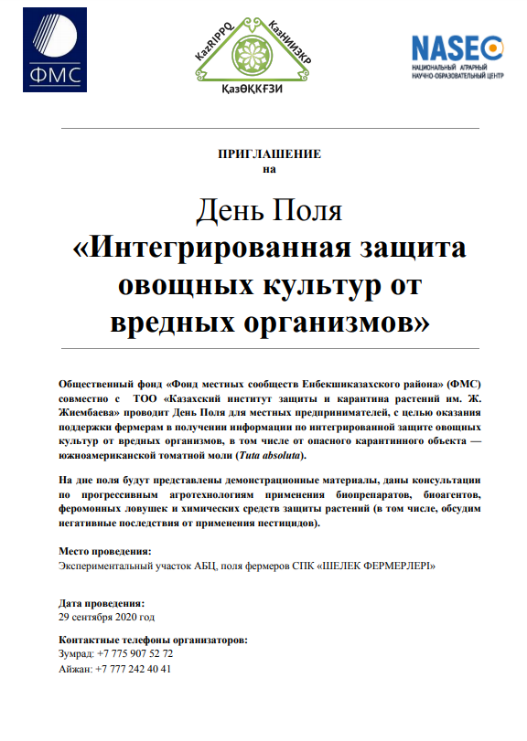 ФМС
KazRIPPQ
КазНИИЗКР
ҚазӨҚКҒЗИ
NASEC
НАЦИОНАЛЬНЫЙ АГРАРНЫЙ
НАУЧНО-ОБРАЗОВАТЕЛЬНЫЙ ЦЕНТР
ПРИГЛАШЕНИЕ
на
День Поля
«Интегрированная защита
овощных культур от
вредных организмов»
Общественный фонд «Фонд местных сообществ Енбекшиказахского района» (ФМС)
совместно с ТОО «Казахский институт защиты и карантина растений им. Ж.
Жиембаева» проводит День Поля для местных предпринимателей, с целью оказания
поддержки фермерам в получении информации по интегрированной защите овощных
культур от вредных организмов, в том числе от опасного карантинного объекта —
южноамериканской томатной моли (Tuta absoluta).
На дне поля будут представлены демонстрационные материалы, даны консультации
по прогрессивным агротехнологиям применения биопрепаратов, биоагентов,
феромонных ловушек и химических средств защиты растений (в том числе, обсудим
негативные последствия от применения пестицидов).
Место проведения:
Экспериментальный участок АБЦ, поля фермеров СПК «ШЕЛЕК ФЕРМЕРЛЕРІ»
Дата проведения:
29 сентября 2020 год
Контактные телефоны организаторов:
Зумрад: +7 775 907 52 72
Айжан: +7 777 242 40 41